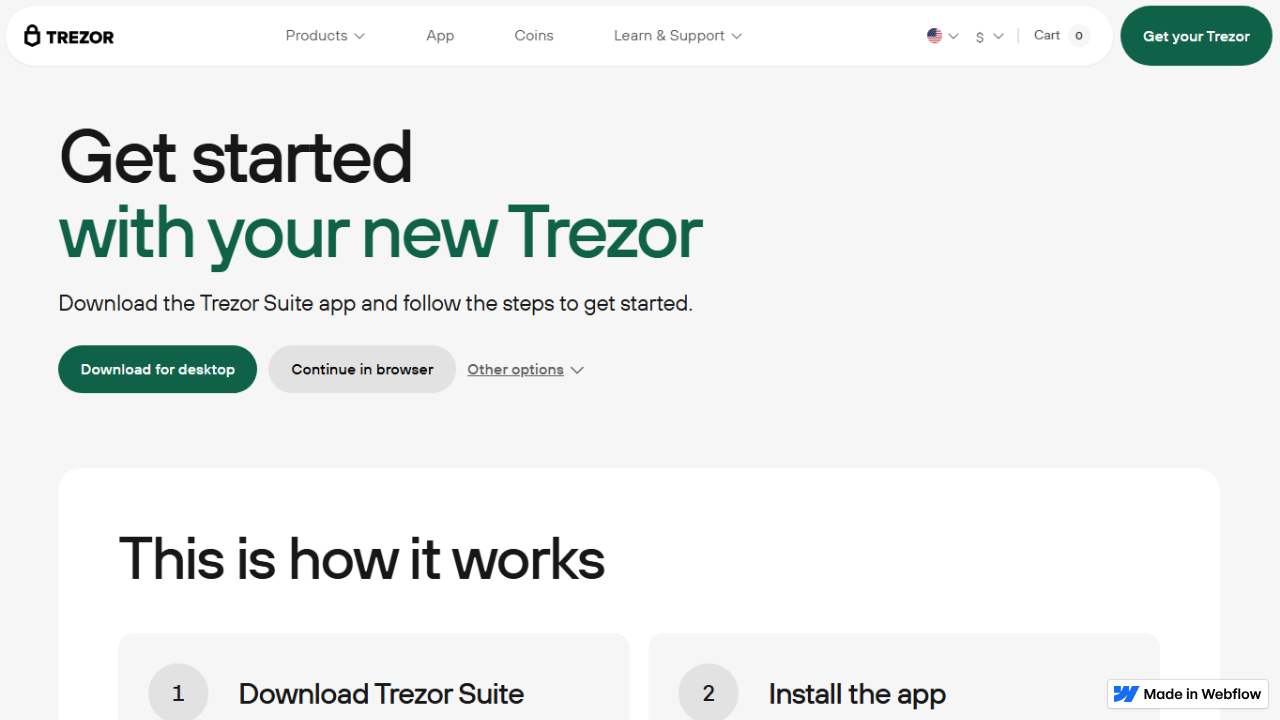 TREZOR
Products
App
Coins
Learn & Support
$
Cart
0
Get your Trezor
Get started
with your new Trezor
Download the Trezor Suite app and follow the steps to get started.
Download for desktop
Continue in browser
Other options
This is how it works
1
Download Trezor Suite
2
Install the app
Made in Webflow